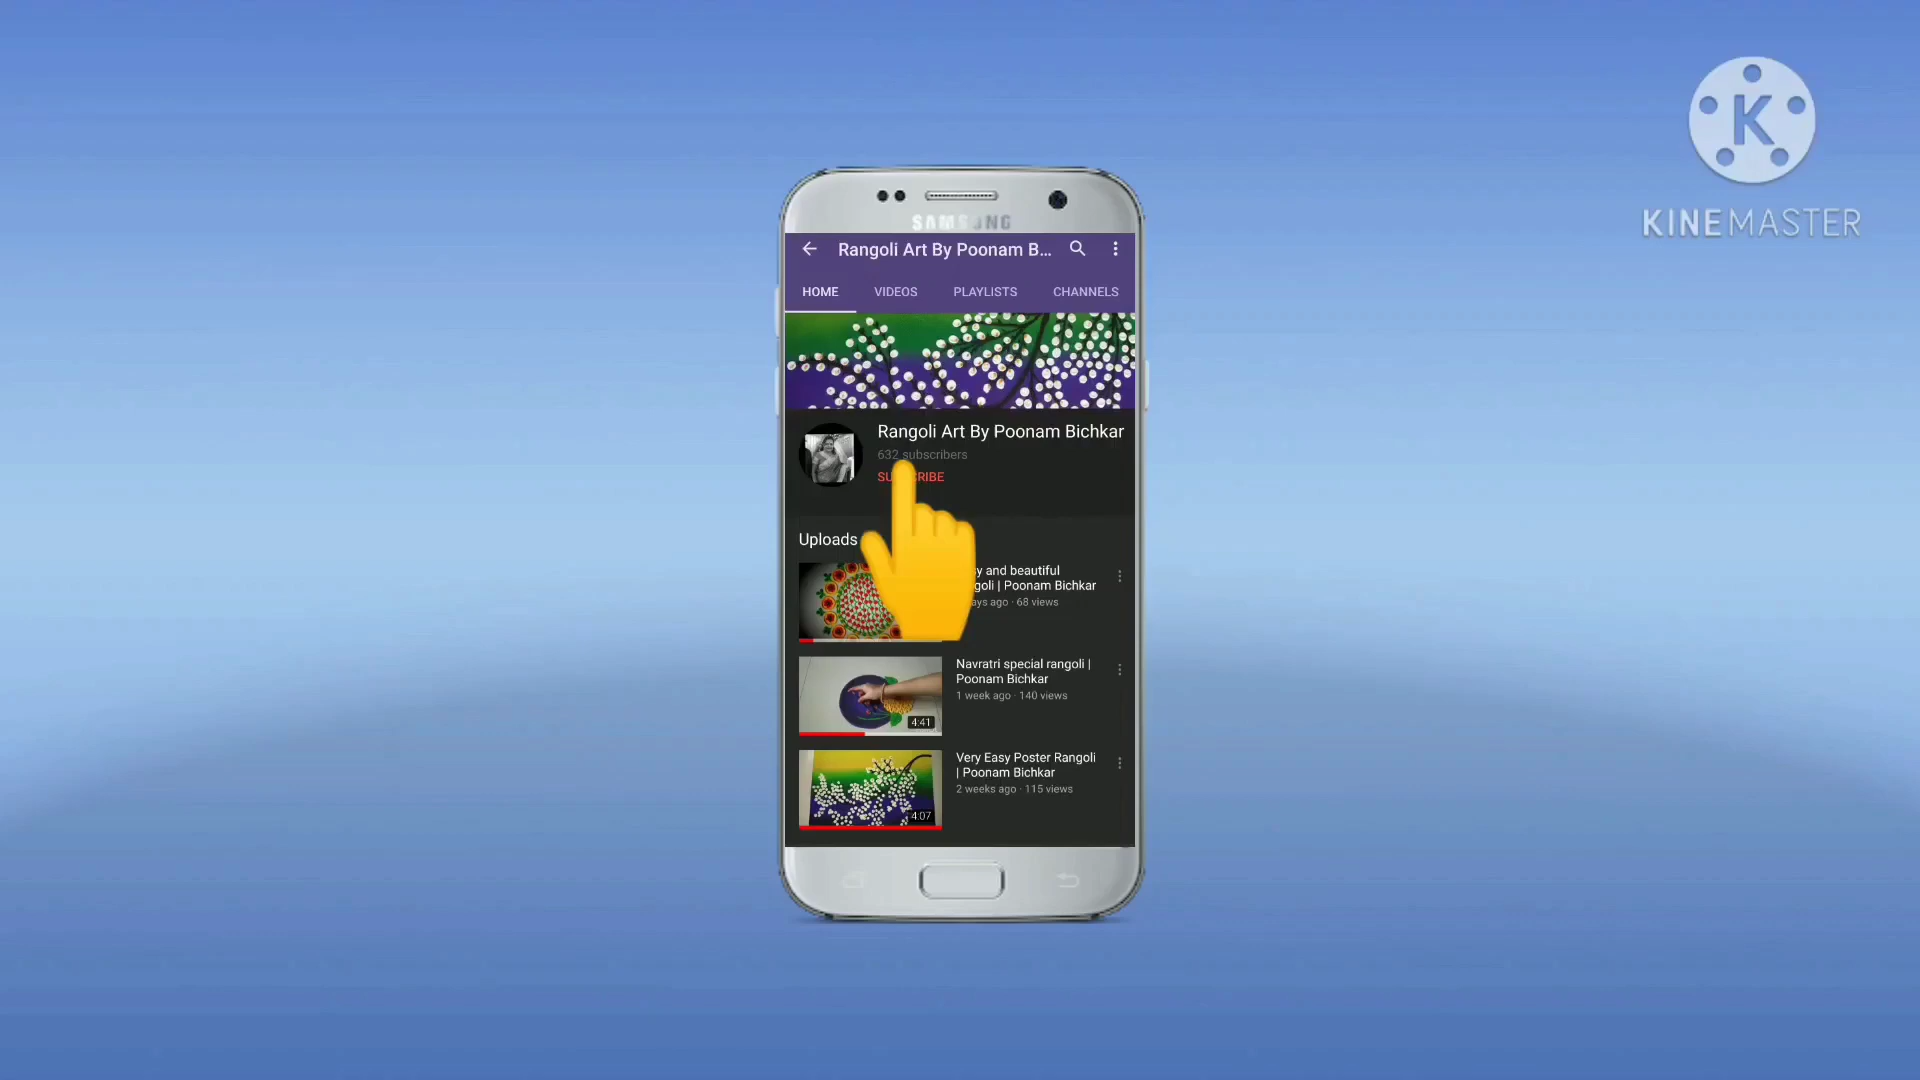 KINEMASTER
SAMSUNG
Rangoli Art By Poonam B...
HOME VIDEOS PLAYLISTS CHANNELS
Rangoli Art By Poonam Bichkar
632 subscribers
Uploads
and beautiful
| Poonam Bichkar
ago · 68 views
Navratri special rangoli |
Poonam Bichkar
1 week ago · 140 views
4:41
Very Easy Poster Rangoli
| Poonam Bichkar
2 weeks ago · 115 views
4:07